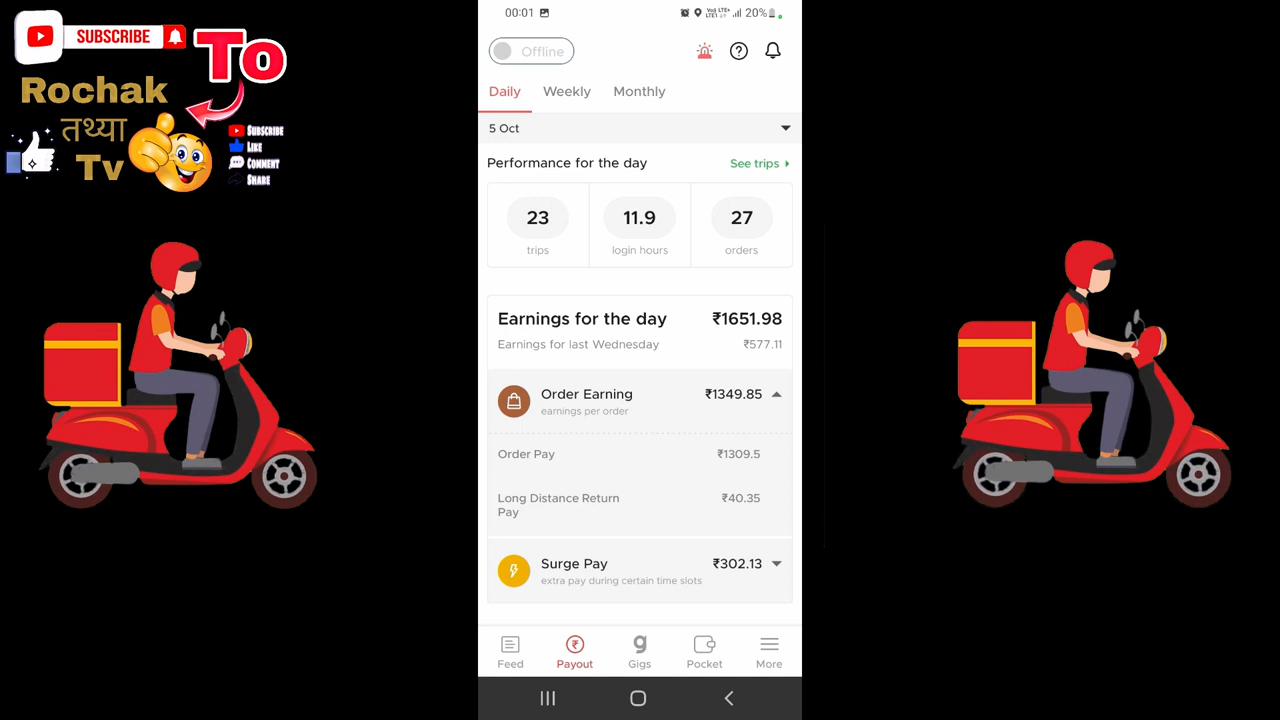 SUBSCRIBE
To
Rochak
तथ्या
Tv
SUBSCRIBE
LIKE
COMMENT
SHARE
00:01
Vo) LTE+
LTE1
20%
Offline
Daily Weekly Monthly
5 Oct
Performance for the day See trips
23 11.9 27
trips login hours orders
Earnings for the day ₹1651.98
Earnings for last Wednesday ₹577.11
Order Earning ₹1349.85
earnings per order
Order Pay ₹1309.5
Long Distance Return ₹40.35
Pay
Surge Pay ₹302.13
extra pay during certain time slots
g
Feed Payout Gigs Pocket More